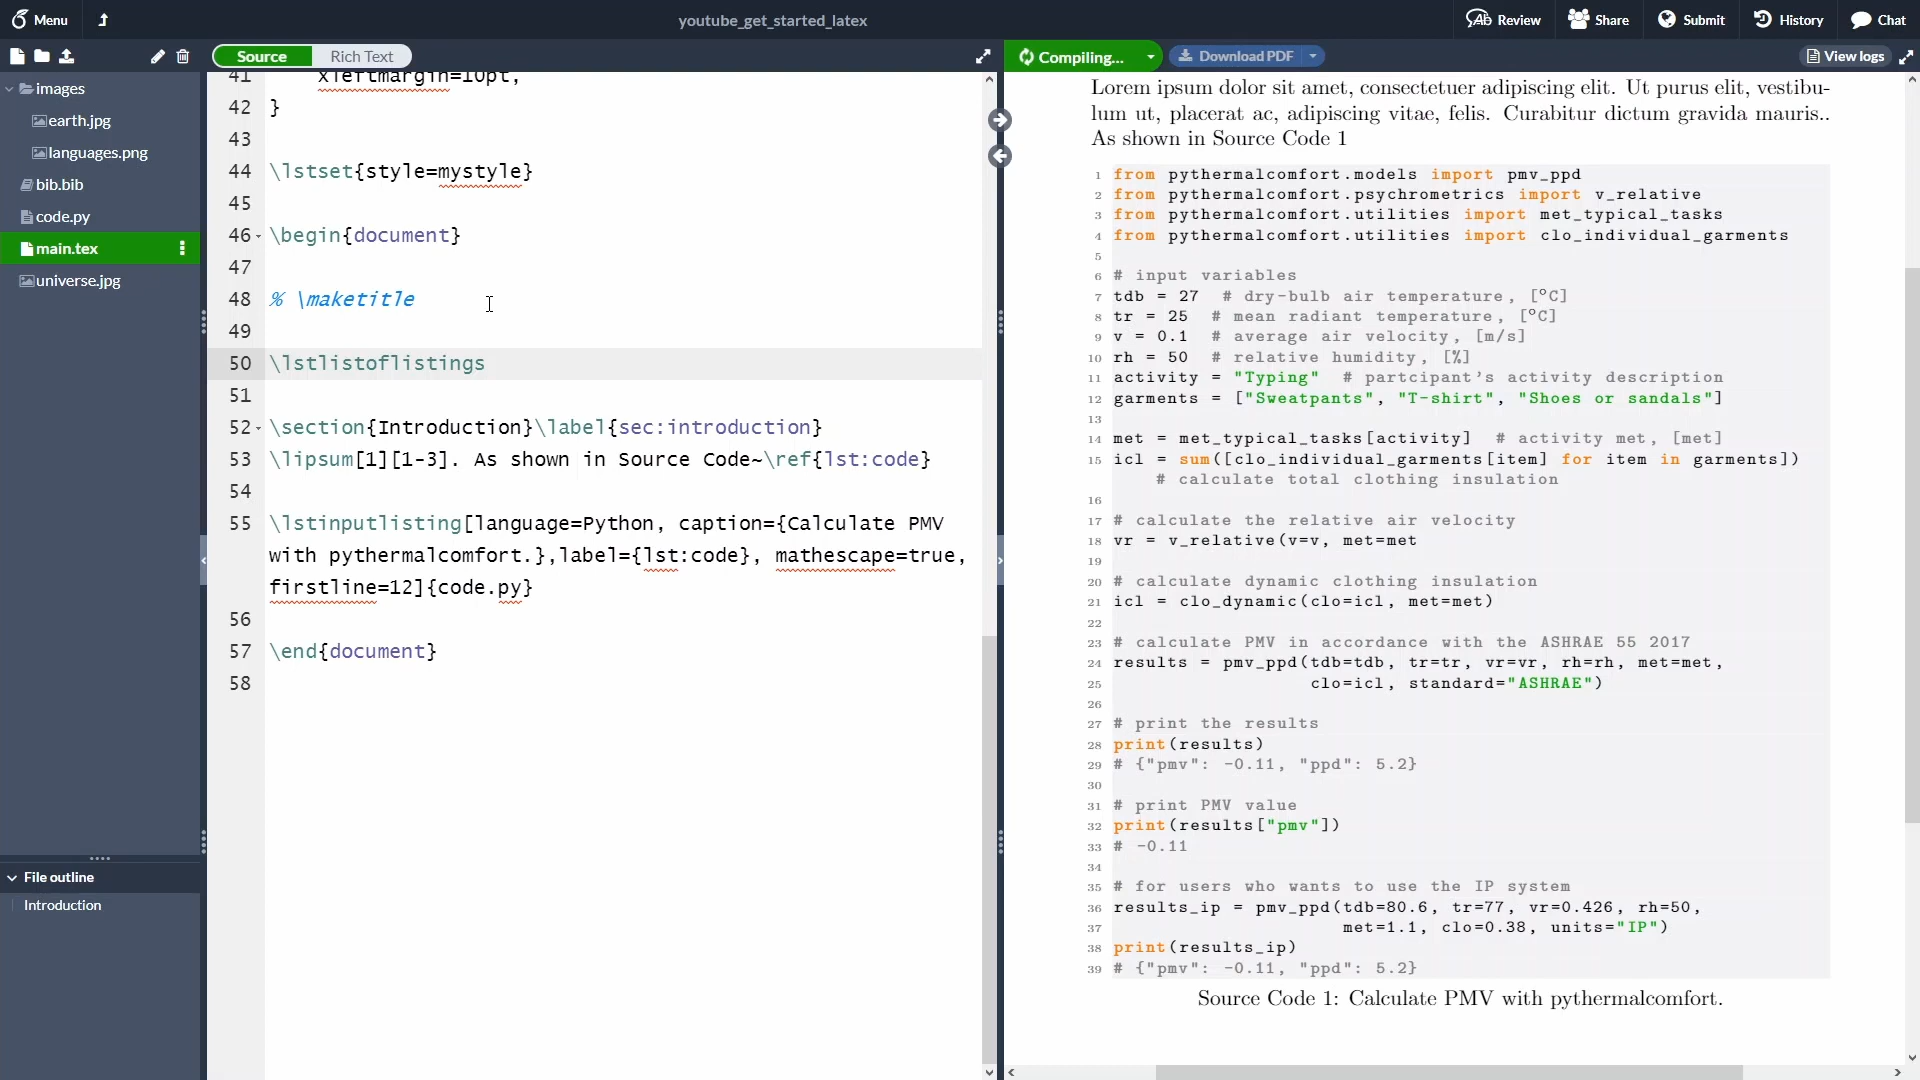 Menu
youtube_get_started_latex
Review
Share
Submit
History
Chat
Source
Rich Text
Compiling...
Download PDF
View logs
images
earth.jpg
languages.png
bib.bib
code.py
main.tex
universe.jpg
File outline
Introduction
41 xleftmargin=10pt,
42 }
43
44 \lstset{style=mystyle}
45
46 \begin{document}
47
48 % \maketitle
49
50 \lstlistoflistings
51
52 \section{Introduction}\label{sec:introduction}
53 \lipsum[1][1-3]. As shown in Source Code~\ref{lst:code}
54
55 \lstinputlisting[language=Python, caption={Calculate PMV
with pythermalcomfort.},label={lst:code}, mathescape=true,
firstline=12]{code.py}
56
57 \end{document}
58
Lorem ipsum dolor sit amet, consectetuer adipiscing elit. Ut purus elit, vestibu-
lum ut, placerat ac, adipiscing vitae, felis. Curabitur dictum gravida mauris..
As shown in Source Code 1
1 from pythermalcomfort.models import pmv_ppd
2 from pythermalcomfort.psychrometrics import v_relative
3 from pythermalcomfort.utilities import met_typical_tasks
4 from pythermalcomfort.utilities import clo_individual_garments
5
6 # input variables
7 tdb = 27 # dry-bulb air temperature, [°C]
8 tr = 25 # mean radiant temperature, [°C]
9 v = 0.1 # average air velocity, [m/s]
10 rh = 50 # relative humidity, [%]
11 activity = "Typing" # partcipant's activity description
12 garments = ["Sweatpants", "T-shirt", "Shoes or sandals"]
13
14 met = met_typical_tasks[activity] # activity met, [met]
15 icl = sum([clo_individual_garments[item] for item in garments])
# calculate total clothing insulation
16
17 # calculate the relative air velocity
18 vr = v_relative(v=v, met=met
19
20 # calculate dynamic clothing insulation
21 icl = clo_dynamic(clo=icl, met=met)
22
23 # calculate PMV in accordance with the ASHRAE 55 2017
24 results = pmv_ppd(tdb=tdb, tr=tr, vr=vr, rh=rh, met=met,
25 clo=icl, standard="ASHRAE")
26
27 # print the results
28 print(results)
29 # {"pmv": -0.11, "ppd": 5.2}
30
31 # print PMV value
32 print(results["pmv"])
33 # -0.11
34
35 # for users who wants to use the IP system
36 results_ip = pmv_ppd(tdb=80.6, tr=77, vr=0.426, rh=50,
37 met=1.1, clo=0.38, units="IP")
38 print(results_ip)
39 # {"pmv": -0.11, "ppd": 5.2}
Source Code 1: Calculate PMV with pythermalcomfort.